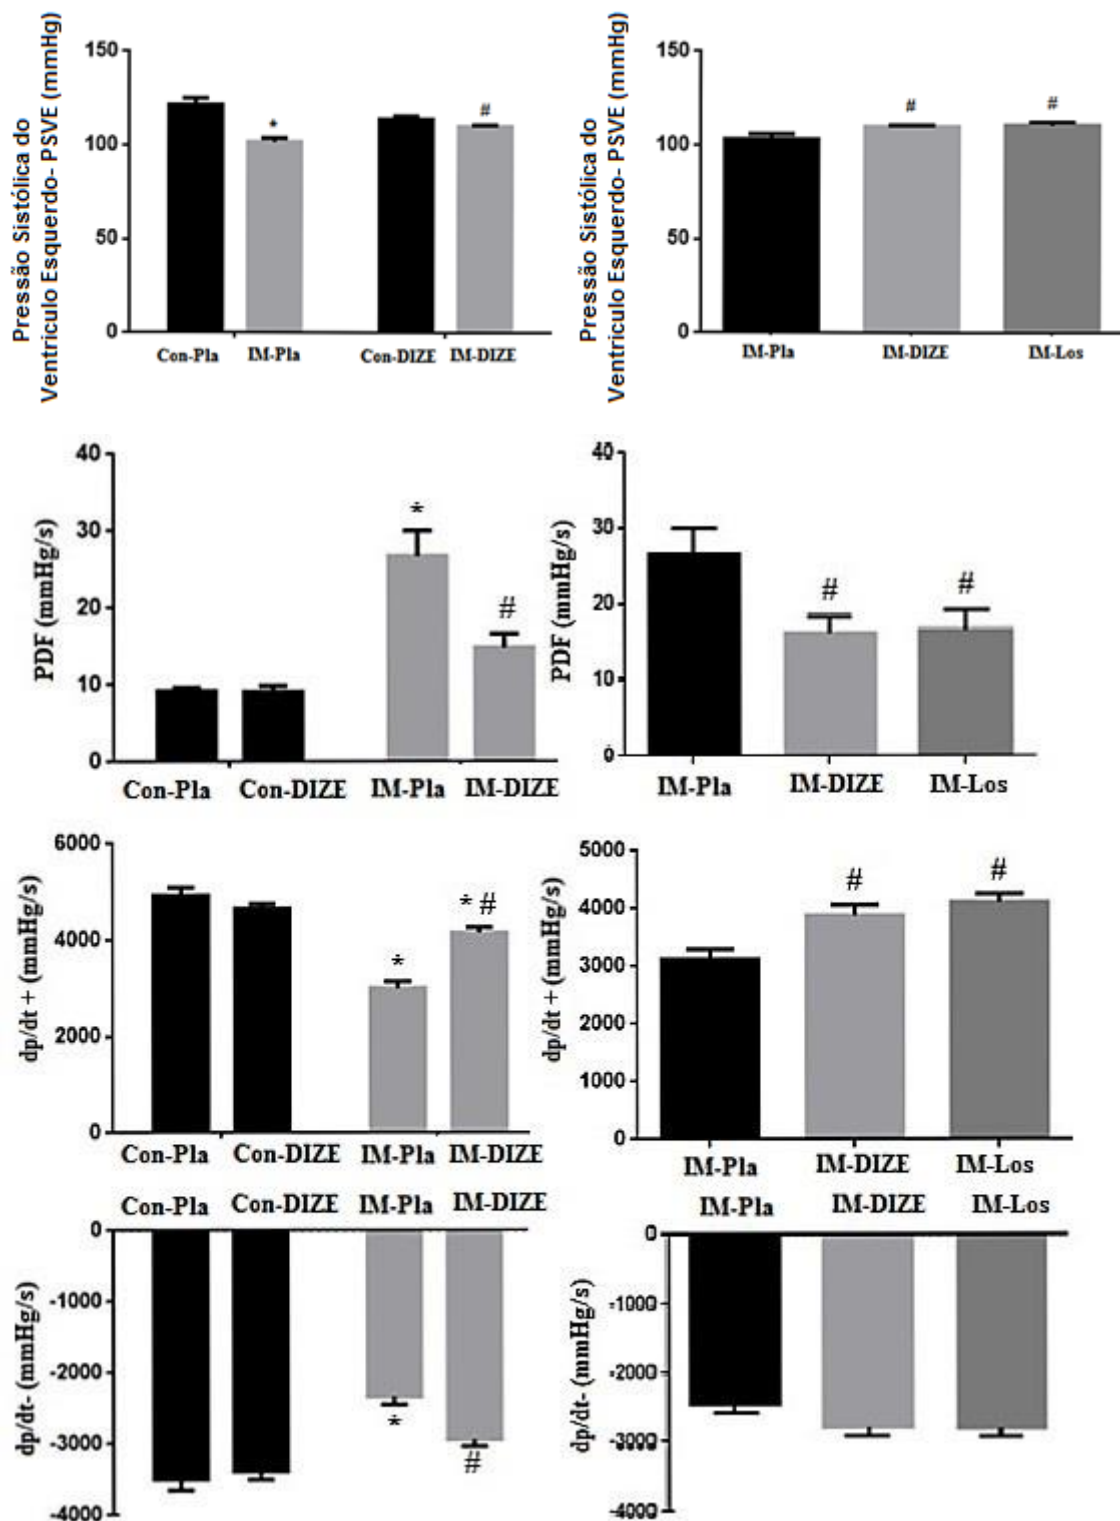 Pressão Sistólica do
Ventriculo Esquerdo- PSVE (mmHg)
150
100
50
0
*
#
Con-Pla IM-Pla Con-DIZE IM-DIZE
Pressão Sistólica do
Ventriculo Esquerdo- PSVE (mmHg)
150
100
50
0
# #
IM-Pla IM-DIZE IM-Los
PDF (mmHg/s)
40
30
20
10
0
*
#
Con-Pla Con-DIZE IM-Pla IM-DIZE
PDF (mmHg/s)
40
30
20
10
0
# #
IM-Pla IM-DIZE IM-Los
dp/dt + (mmHg/s)
6000
4000
2000
0
*
* #
Con-Pla Con-DIZE IM-Pla IM-DIZE
dp/dt + (mmHg/s)
5000
4000
3000
2000
1000
0
# #
IM-Pla IM-DIZE IM-Los
Con-Pla Con-DIZE IM-Pla IM-DIZE
dp/dt- (mmHg/s)
0
-1000
-2000
-3000
-4000
*
#
IM-Pla IM-DIZE IM-Los
dp/dt- (mmHg/s)
0
-1000
-2000
-3000
-4000